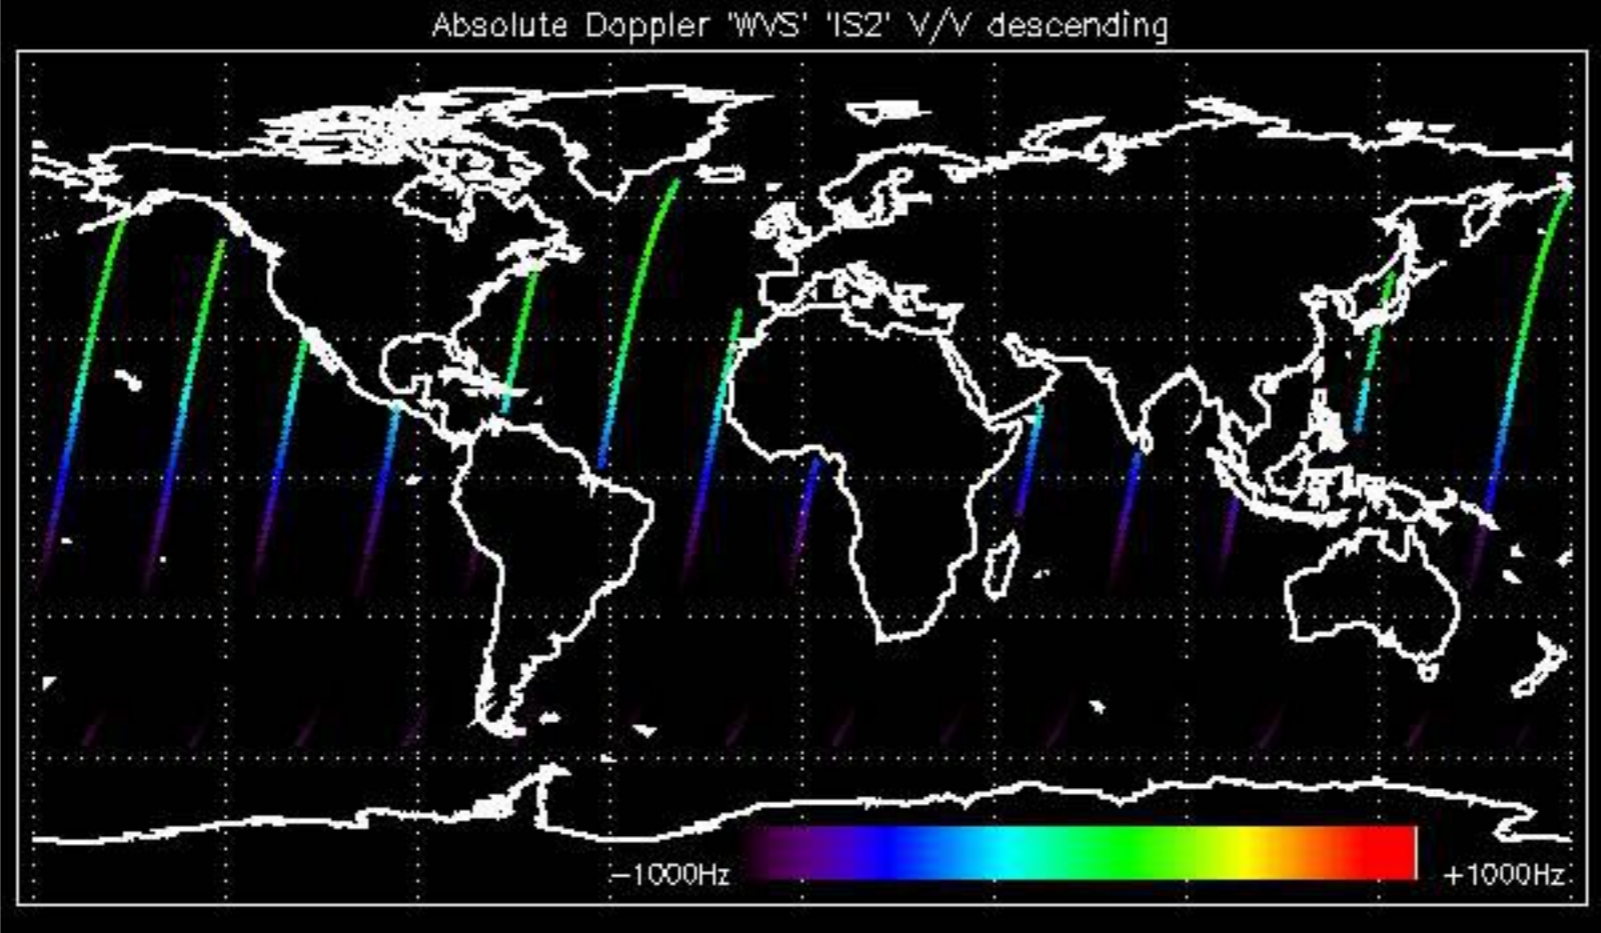 Absolute Doppler 'WVS' 'IS2' V/V descending
−1000Hz +1000Hz